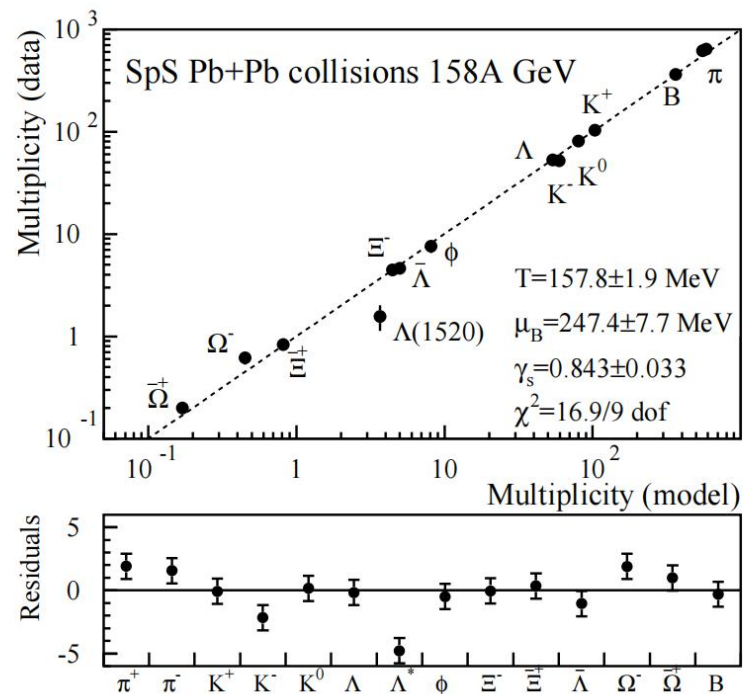 10³
SpS Pb+Pb collisions 158A GeV
π
B
10²
K⁺
Λ
K⁻
K⁰
Multiplicity (data)
10
Ξ⁻
Λ̄
ϕ
T=157.8±1.9 MeV
Λ(1520)
μ_B=247.4±7.7 MeV
1
Ω⁻
Ξ̄⁺
γ_s=0.843±0.033
Ω̄⁺
χ²=16.9/9 dof
10⁻¹
10⁻¹ 1 10 10²
Multiplicity (model)
Residuals
5
0
-5
π⁺ π⁻ K⁺ K⁻ K⁰ Λ Λ* ϕ Ξ⁻ Ξ̄⁺ Λ̄ Ω⁻ Ω̄⁺ B